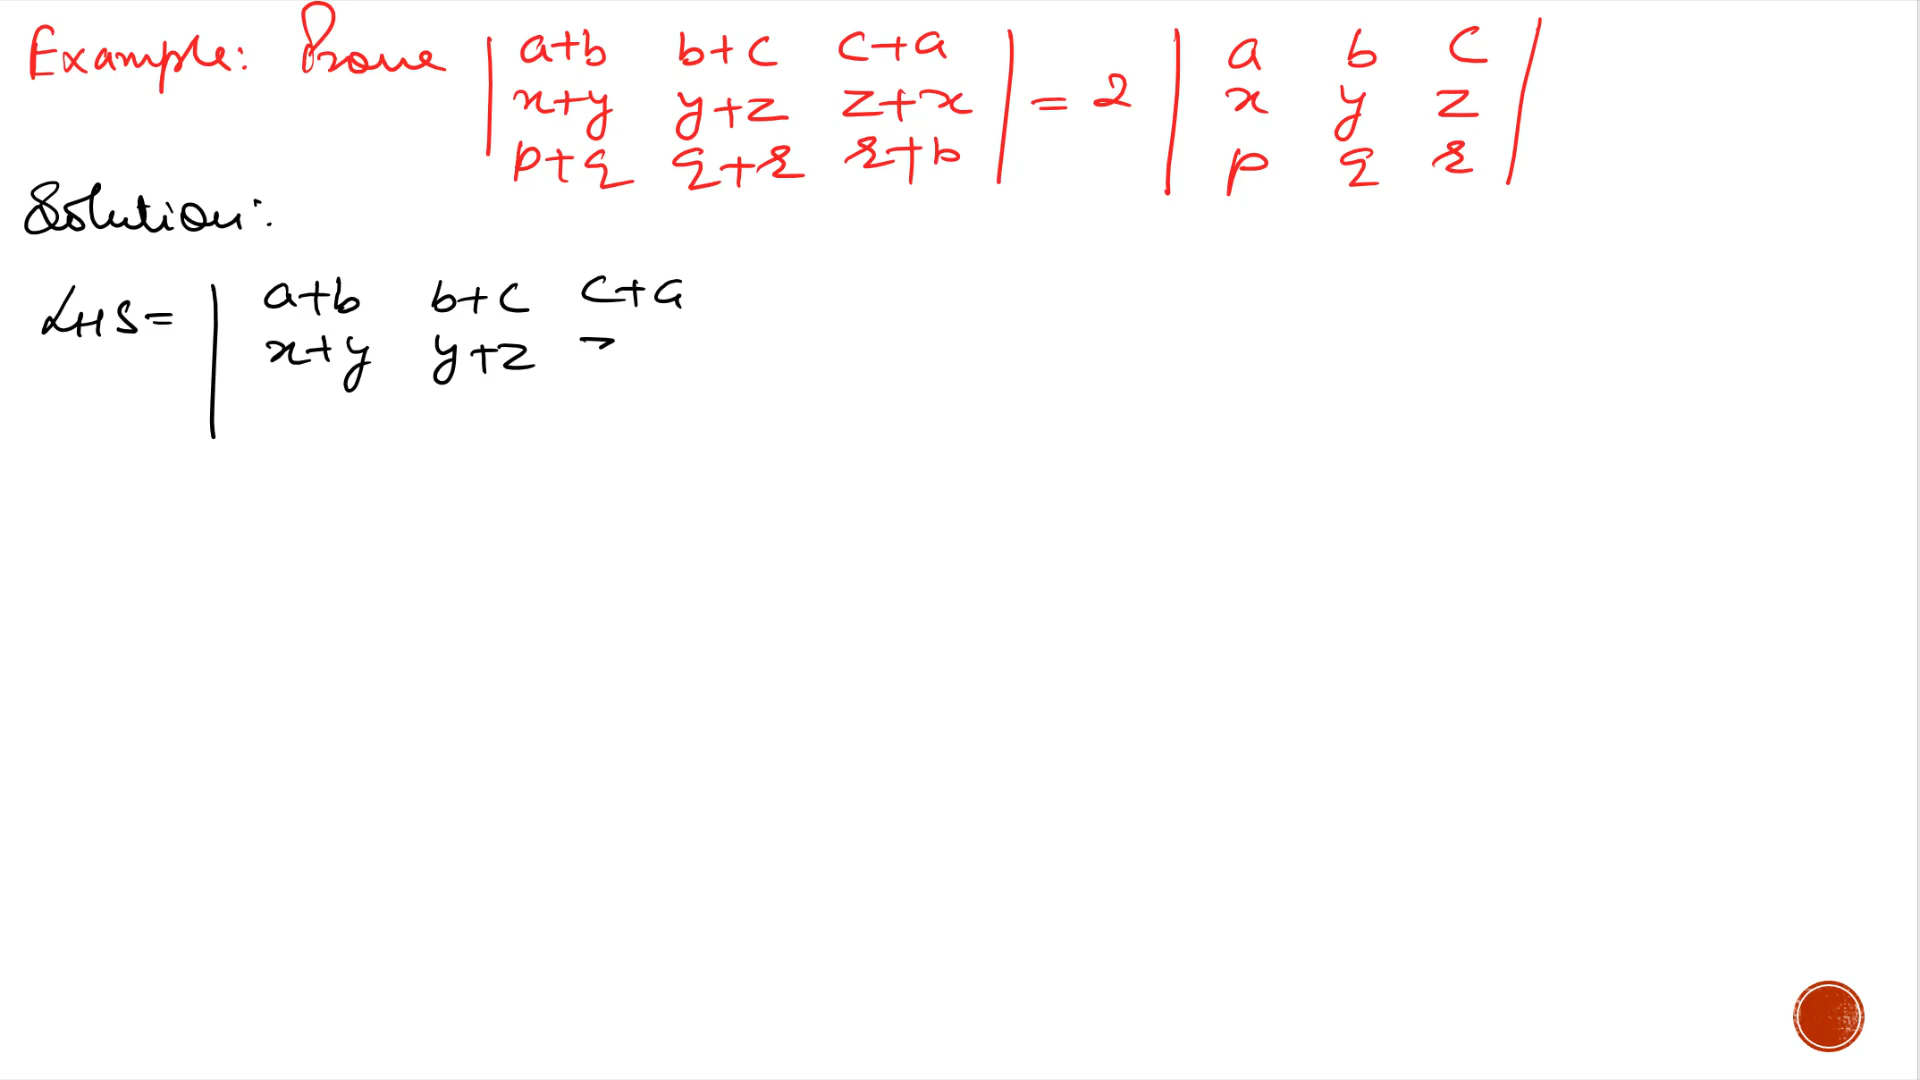 Example: Prove | a+b b+c c+a | = 2 | a b c |
x+y y+z z+x x y z
p+q q+r r+p p q r
Solution:
LHS = | a+b b+c c+a
x+y y+z